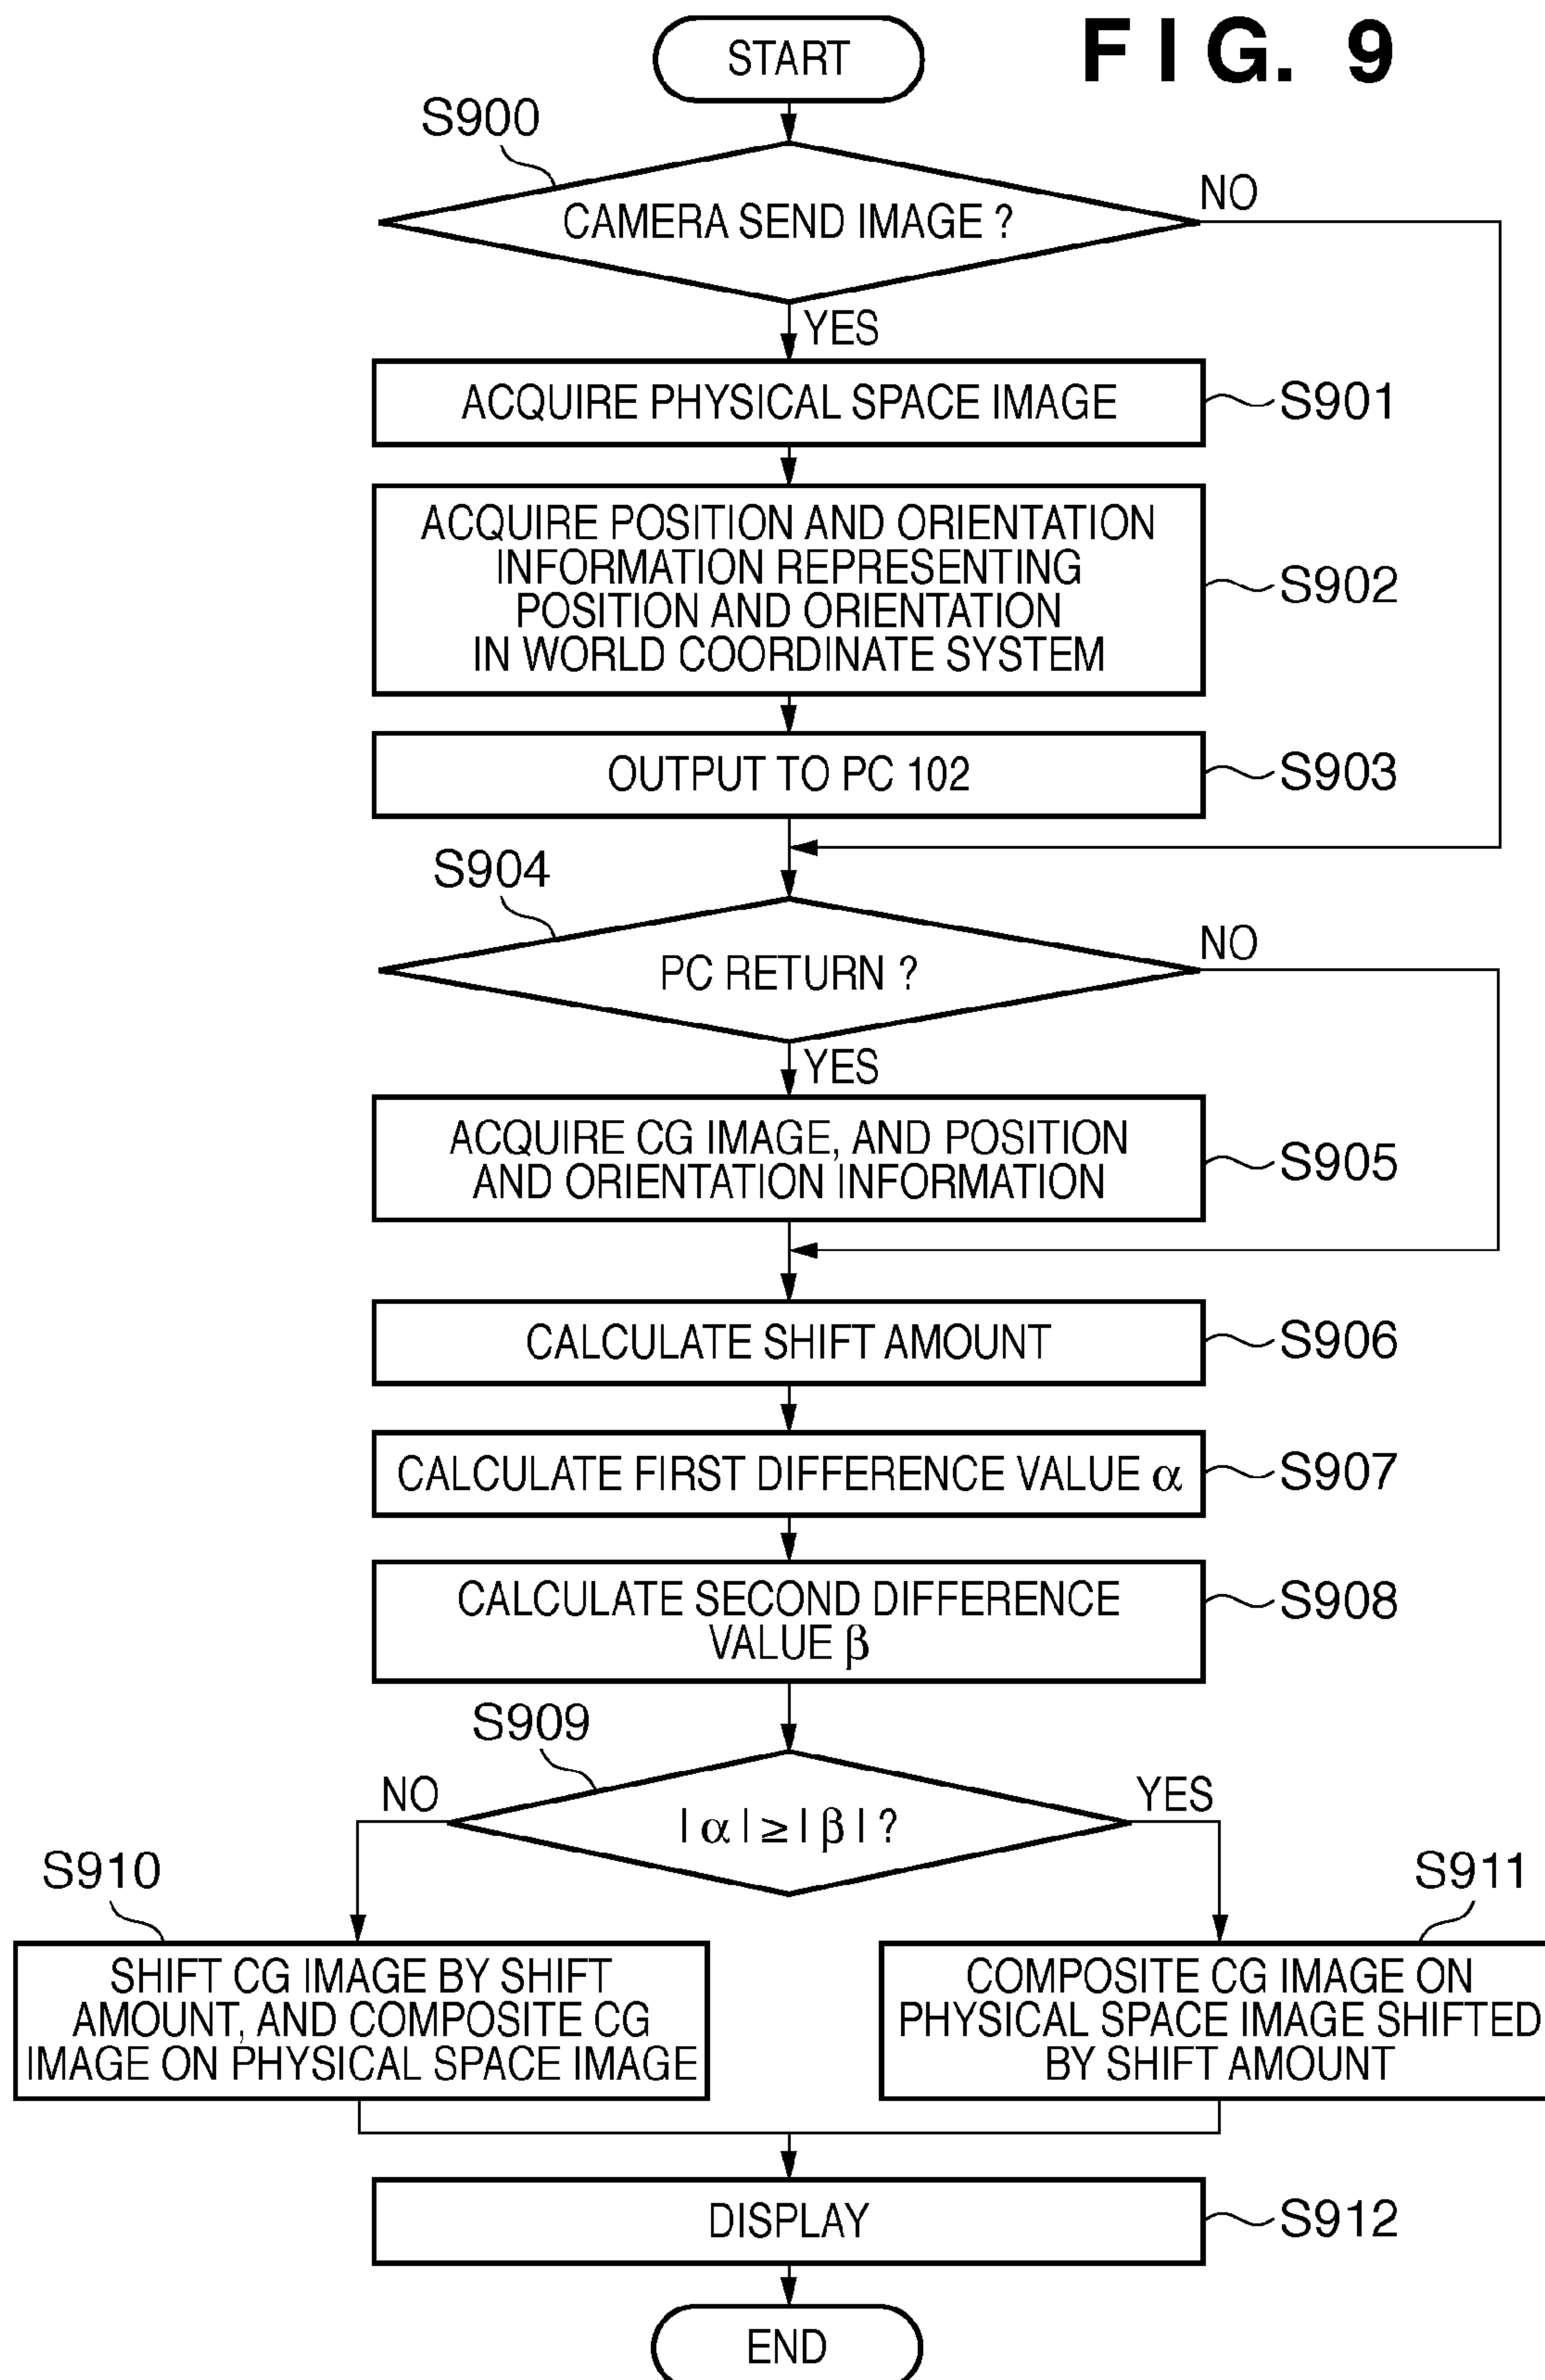 FIG. 9
START
S900
CAMERA SEND IMAGE ?
NO
YES
ACQUIRE PHYSICAL SPACE IMAGE
S901
ACQUIRE POSITION AND ORIENTATION
INFORMATION REPRESENTING
POSITION AND ORIENTATION
IN WORLD COORDINATE SYSTEM
S902
OUTPUT TO PC 102
S903
S904
PC RETURN ?
NO
YES
ACQUIRE CG IMAGE, AND POSITION
AND ORIENTATION INFORMATION
S905
CALCULATE SHIFT AMOUNT
S906
CALCULATE FIRST DIFFERENCE VALUE α
S907
CALCULATE SECOND DIFFERENCE
VALUE β
S908
S909
| α | ≥ | β | ?
NO
YES
S910
SHIFT CG IMAGE BY SHIFT
AMOUNT, AND COMPOSITE CG
IMAGE ON PHYSICAL SPACE IMAGE
S911
COMPOSITE CG IMAGE ON
PHYSICAL SPACE IMAGE SHIFTED
BY SHIFT AMOUNT
DISPLAY
S912
END